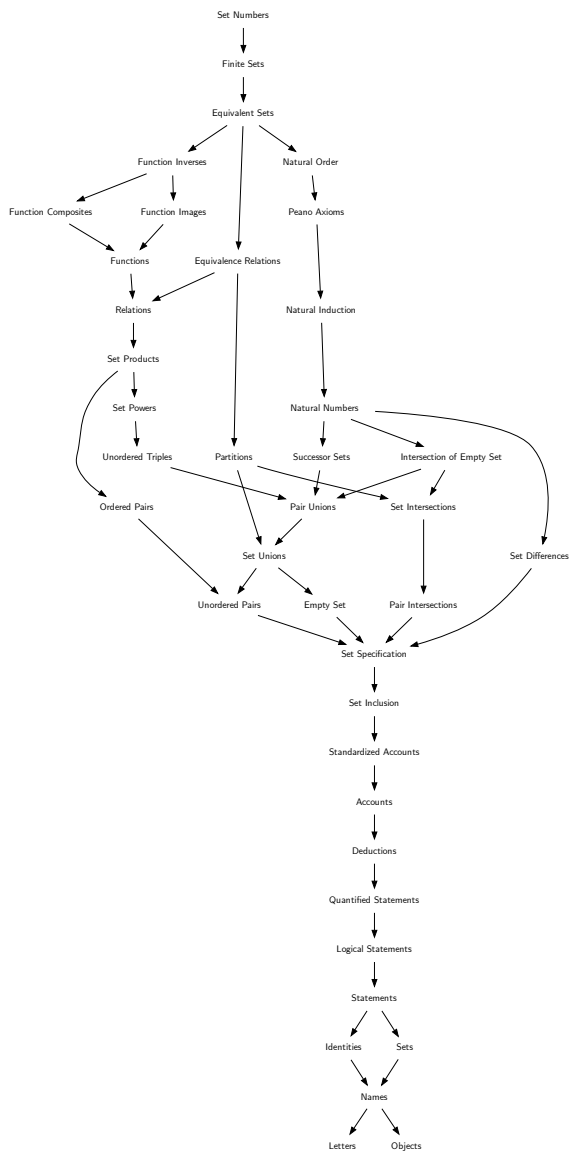 Set Numbers
Finite Sets
Equivalent Sets
Function Inverses
Natural Order
Function Composites
Function Images
Peano Axioms
Functions
Equivalence Relations
Relations
Natural Induction
Set Products
Set Powers
Natural Numbers
Unordered Triples
Partitions
Successor Sets
Intersection of Empty Set
Ordered Pairs
Pair Unions
Set Intersections
Set Unions
Set Differences
Unordered Pairs
Empty Set
Pair Intersections
Set Specification
Set Inclusion
Standardized Accounts
Accounts
Deductions
Quantified Statements
Logical Statements
Statements
Identities
Sets
Names
Letters
Objects